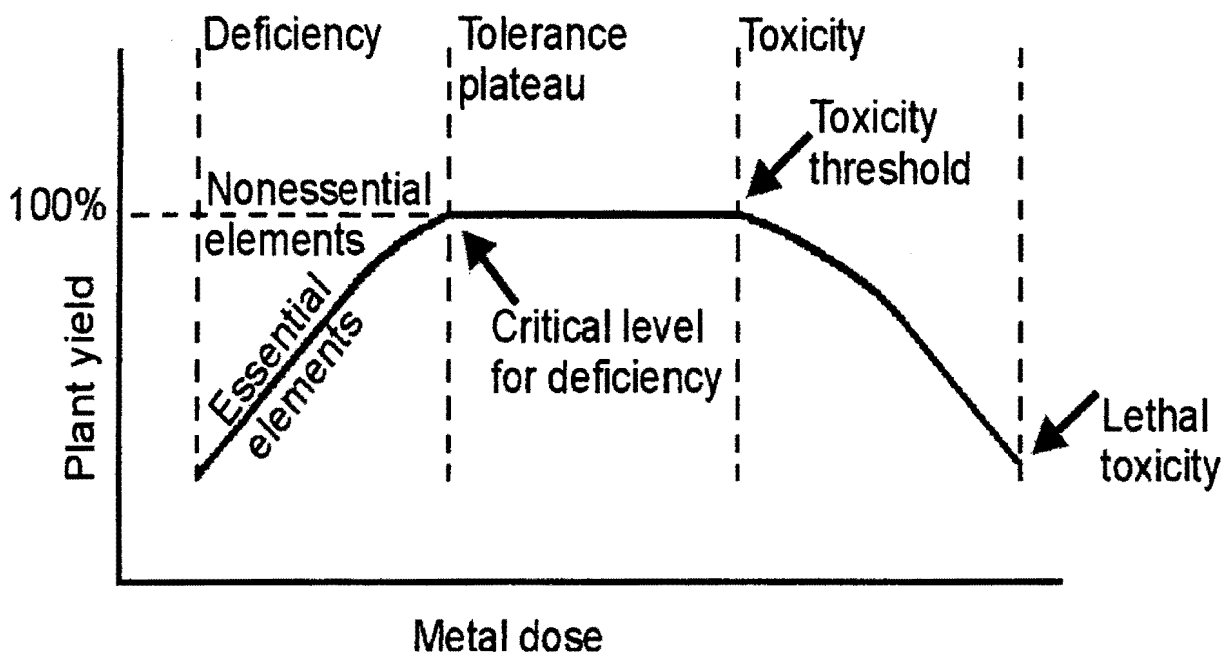 Deficiency
Tolerance
plateau
Toxicity
Toxicity
threshold
100%
Nonessential
elements
Essential
elements
Critical level
for deficiency
Lethal
toxicity
Plant yield
Metal dose